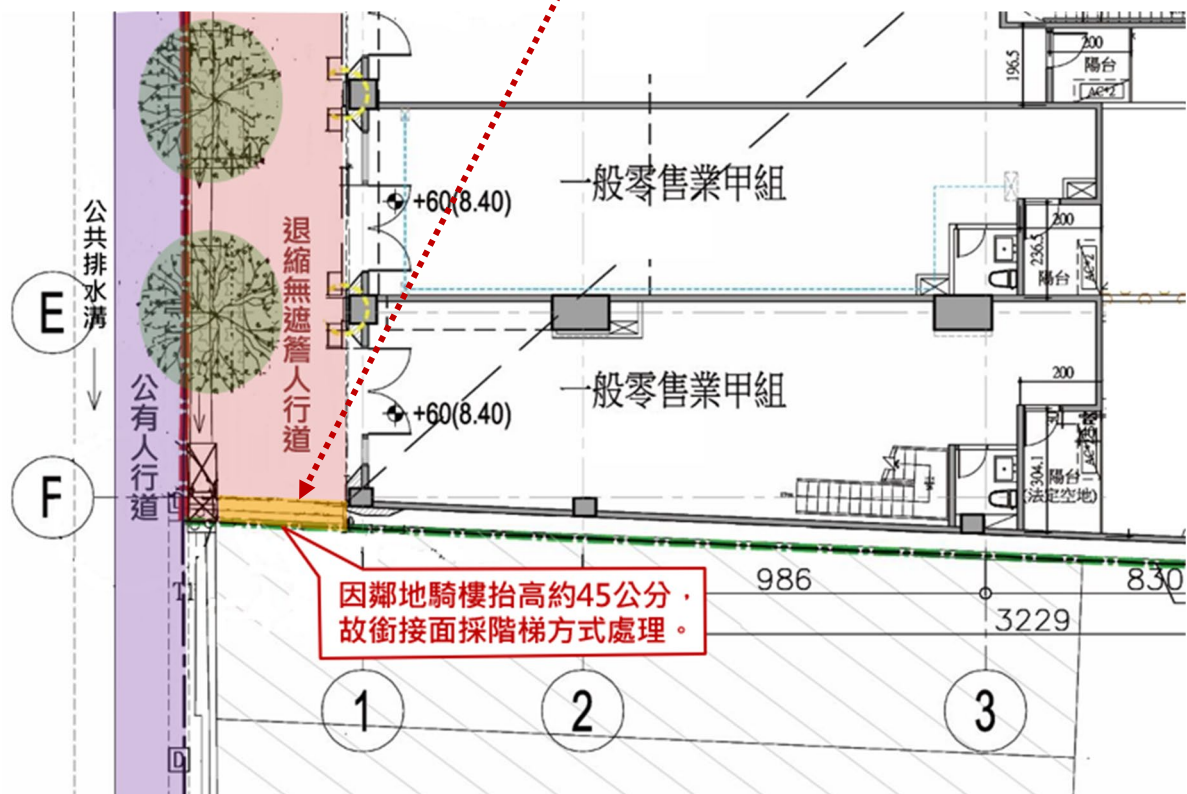 200
陽台
AC*2
196.5
一般零售業甲組
+60(8.40)
200
236.5
陽台
AC*2
公共排水溝
退縮無遮簷人行道
E
公有人行道
一般零售業甲組
+60(8.40)
200
304.1
陽台
(法定空地)
F
因鄰地騎樓抬高約45公分，
故銜接面採階梯方式處理。
986
830
3229
1
2
3
D